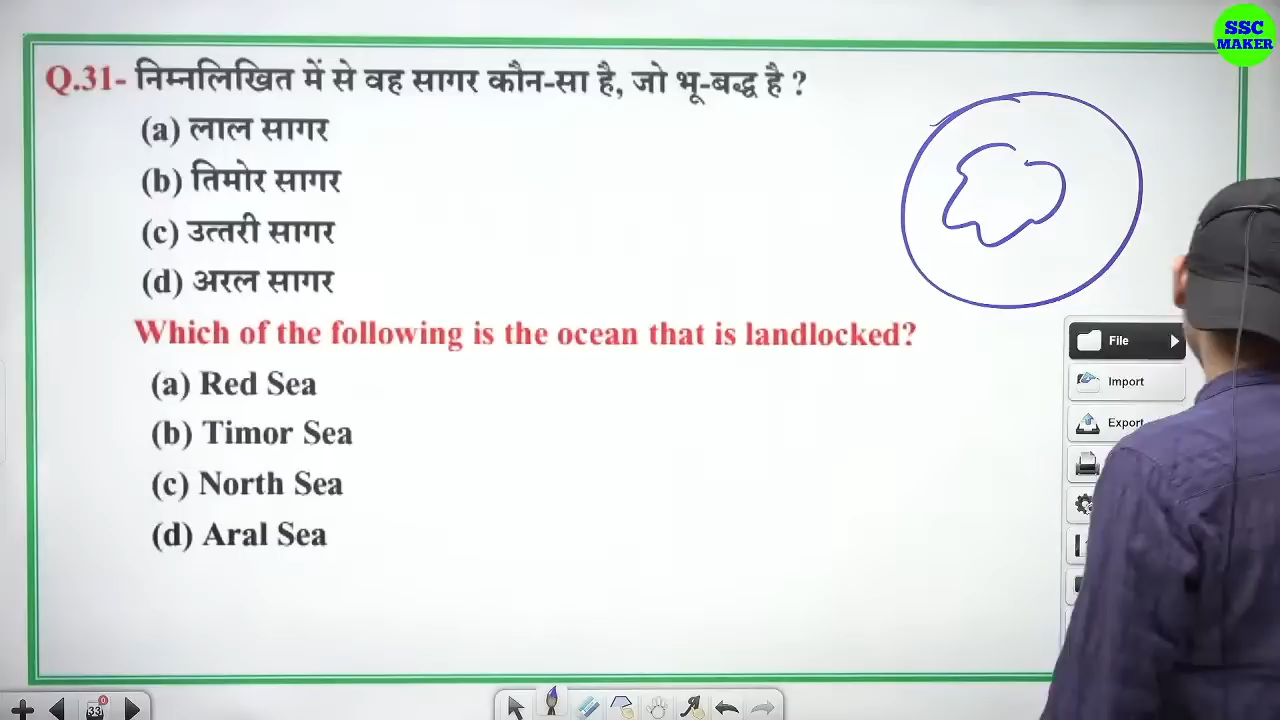 SSC
MAKER
Q.31- निम्नलिखित में से वह सागर कौन-सा है, जो भू-बद्ध है ?
(a) लाल सागर
(b) तिमोर सागर
(c) उत्तरी सागर
(d) अरल सागर
Which of the following is the ocean that is landlocked?
(a) Red Sea
(b) Timor Sea
(c) North Sea
(d) Aral Sea
File
Import
Export
33
0